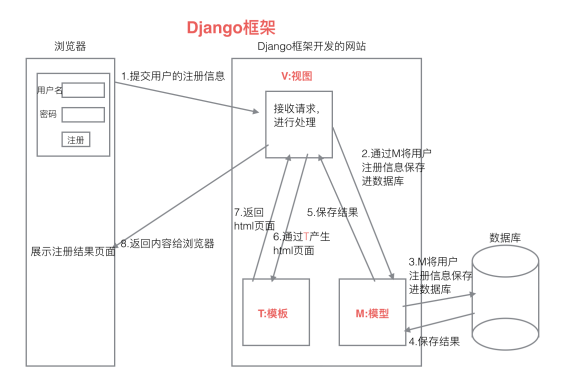 Django框架
浏览器
Django框架开发的网站
用户名
密码
注册
1.提交用户的注册信息
V:视图
接收请求,
进行处理
2.通过M将用户
注册信息保存
进数据库
7.返回
html页面
5.保存结果
6.通过T产生
html页面
8.返回内容给浏览器
展示注册结果页面
数据库
3.M将用户
注册信息保存
进数据库
T:模板
M:模型
4.保存结果